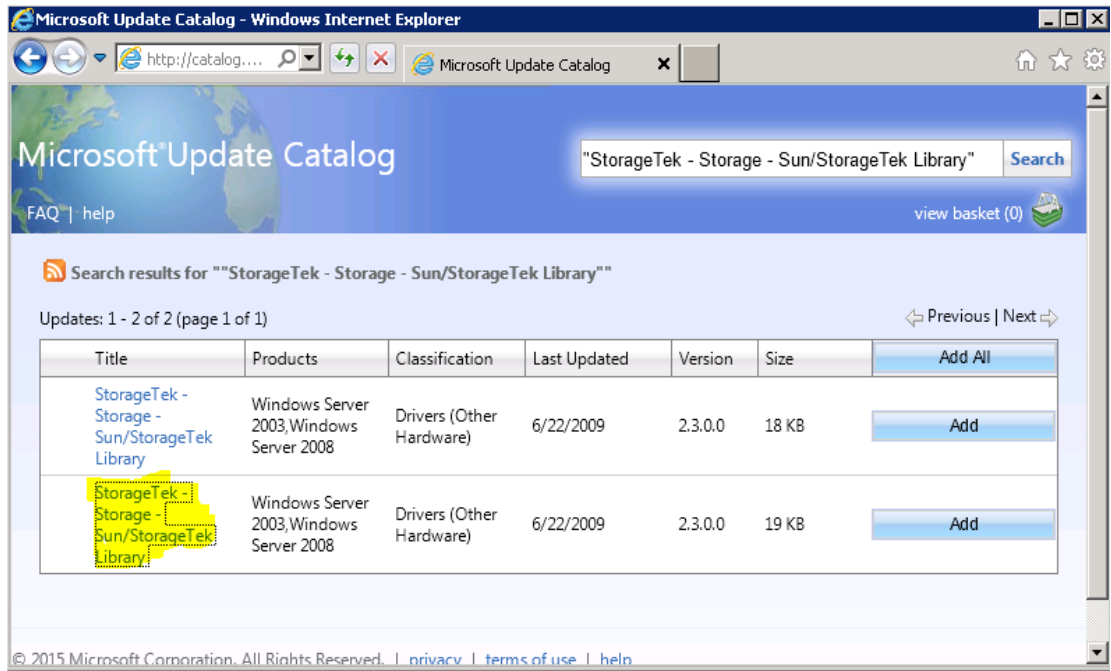 Microsoft Update Catalog - Windows Internet Explorer
http://catalog....
Microsoft Update Catalog
Microsoft®Update Catalog
"StorageTek - Storage - Sun/StorageTek Library"
Search
FAQ | help
view basket (0)
Search results for ""StorageTek - Storage - Sun/StorageTek Library""
Updates: 1 - 2 of 2 (page 1 of 1)
Previous | Next
Title Products Classification Last Updated Version Size Add All
StorageTek -
Storage -
Sun/StorageTek
Library
Windows Server
2003,Windows
Server 2008
Drivers (Other
Hardware)
6/22/2009
2.3.0.0
18 KB
Add
StorageTek -
Storage -
Sun/StorageTek
Library
Windows Server
2003,Windows
Server 2008
Drivers (Other
Hardware)
6/22/2009
2.3.0.0
19 KB
Add
© 2015 Microsoft Corporation. All Rights Reserved. | privacy | terms of use | help